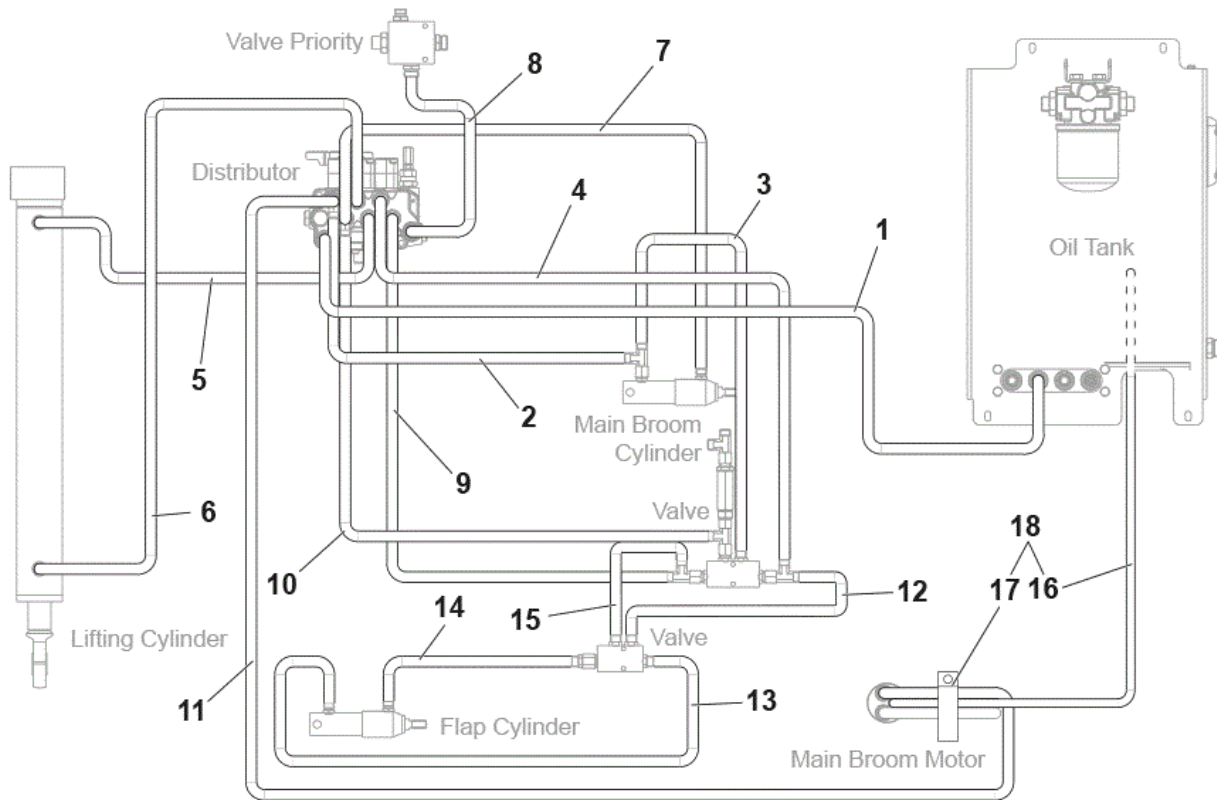 Valve Priority
8
7
Distributor
3
4
1
Oil Tank
5
2
Main Broom
Cylinder
9
6
Valve
18
10
17 16
12
14
15
Valve
Lifting Cylinder
11
13
Flap Cylinder
Main Broom Motor